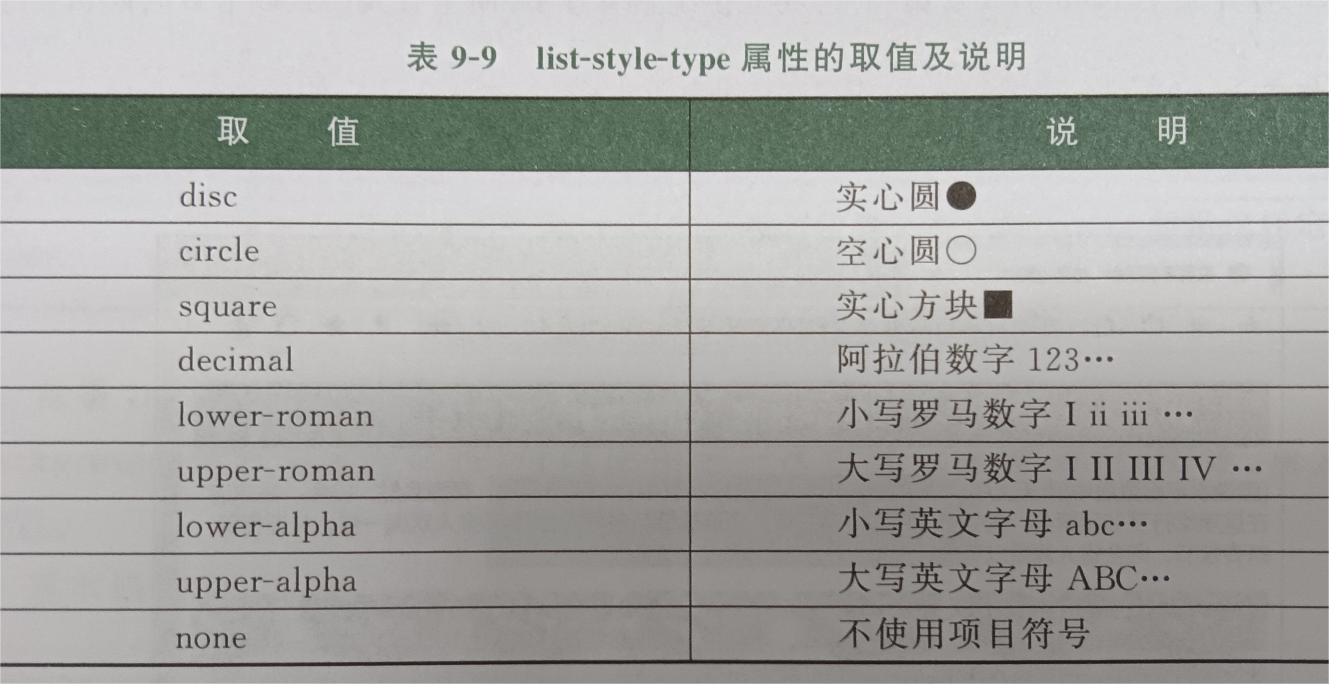 表 9-9 list-style-type 属性的取值及说明
取 值 说 明
disc 实心圆●
circle 空心圆○
square 实心方块■
decimal 阿拉伯数字 123…
lower-roman 小写罗马数字 I ii iii …
upper-roman 大写罗马数字 I II III IV …
lower-alpha 小写英文字母 abc…
upper-alpha 大写英文字母 ABC…
none 不使用项目符号